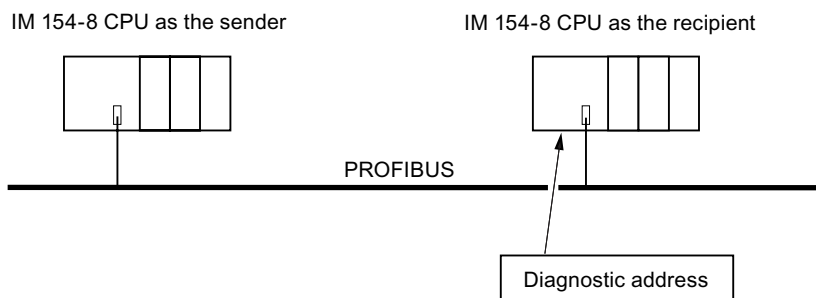 IM 154-8 CPU as the sender
IM 154-8 CPU as the recipient
PROFIBUS
Diagnostic address